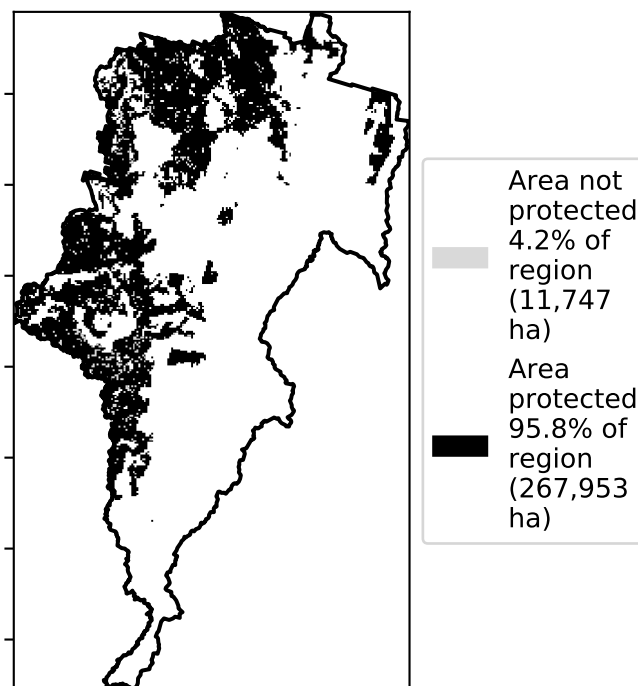 Area not
protected
4.2% of
region
(11,747
ha)
Area
protected
95.8% of
region
(267,953
ha)